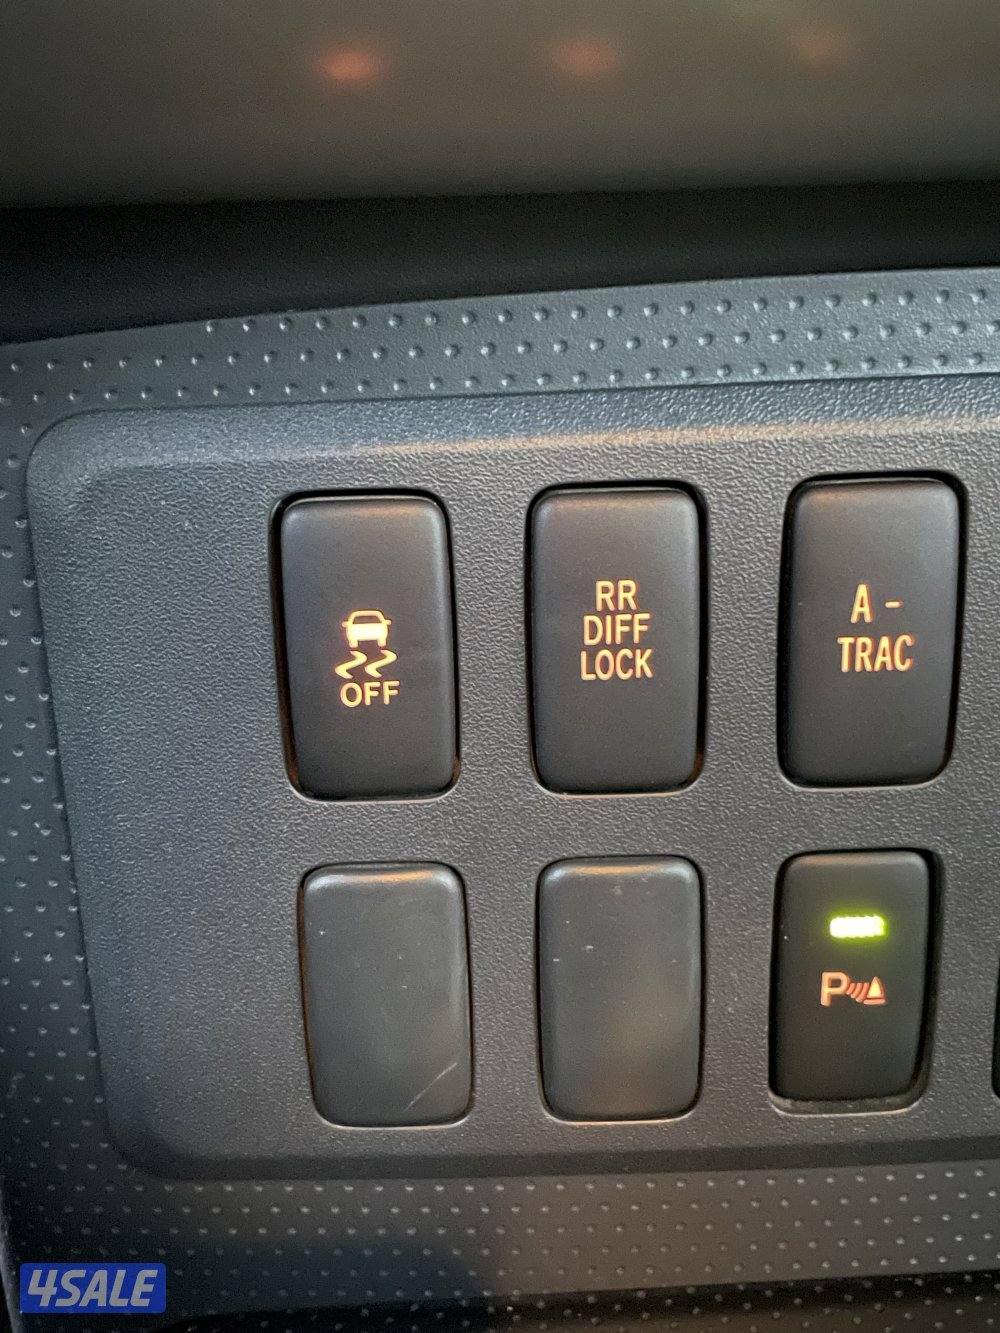 OFF
RR
DIFF
LOCK
A -
TRAC
P
4SALE